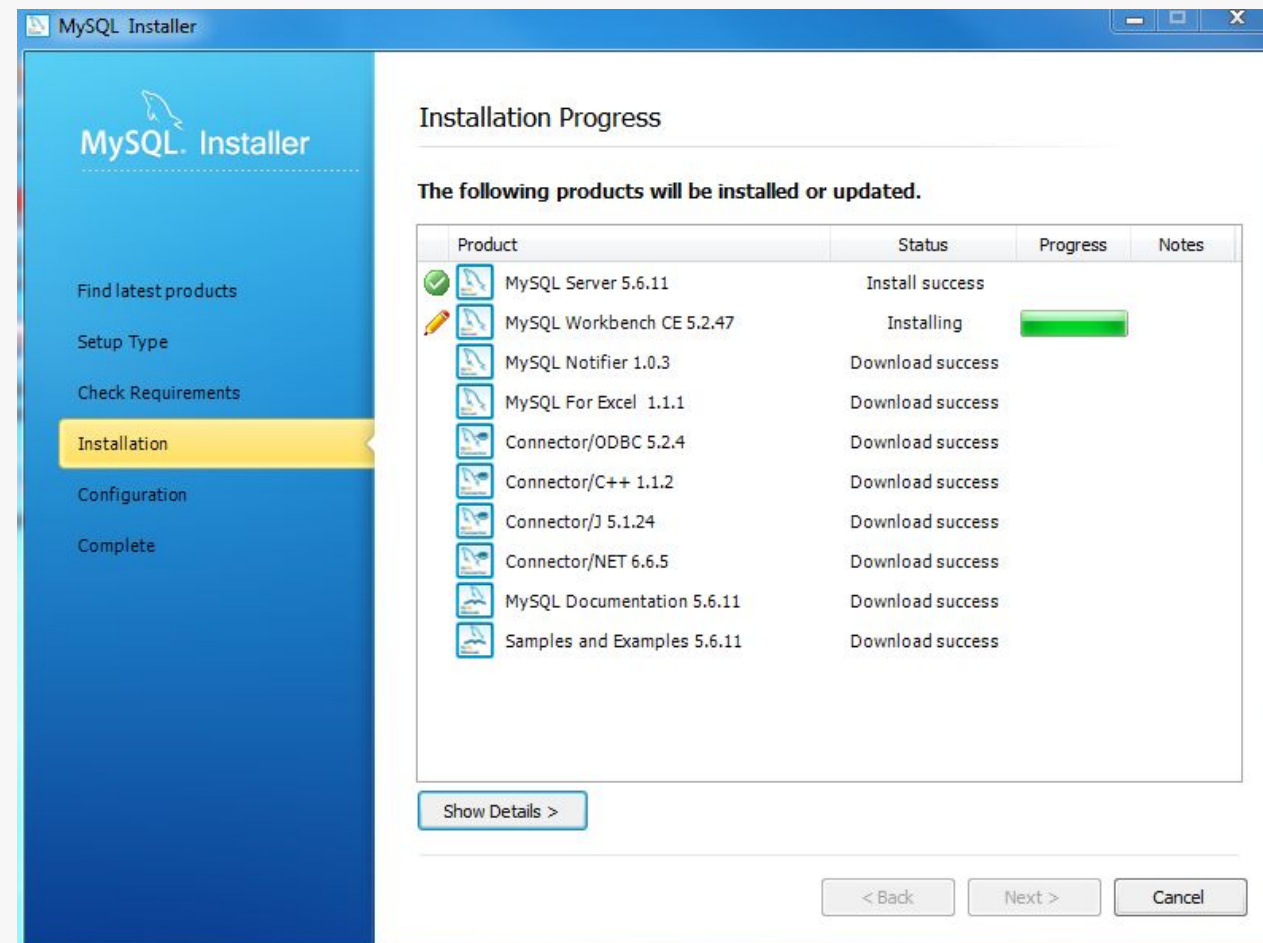 MySQL Installer
MySQL. Installer
Find latest products
Setup Type
Check Requirements
Installation
Configuration
Complete
Installation Progress
The following products will be installed or updated.
Product Status Progress Notes
MySQL Server 5.6.11 Install success
MySQL Workbench CE 5.2.47 Installing
MySQL Notifier 1.0.3 Download success
MySQL For Excel 1.1.1 Download success
Connector/ODBC 5.2.4 Download success
Connector/C++ 1.1.2 Download success
Connector/J 5.1.24 Download success
Connector/NET 6.6.5 Download success
MySQL Documentation 5.6.11 Download success
Samples and Examples 5.6.11 Download success
Show Details >
< Back Next > Cancel